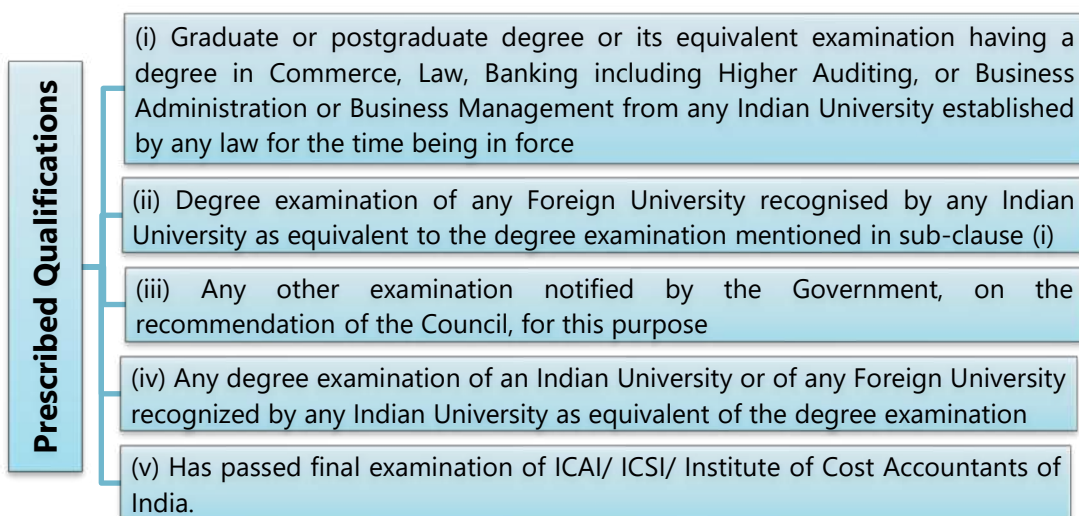 Prescribed Qualifications
(i) Graduate or postgraduate degree or its equivalent examination having a
degree in Commerce, Law, Banking including Higher Auditing, or Business
Administration or Business Management from any Indian University established
by any law for the time being in force
(ii) Degree examination of any Foreign University recognised by any Indian
University as equivalent to the degree examination mentioned in sub-clause (i)
(iii) Any other examination notified by the Government, on the
recommendation of the Council, for this purpose
(iv) Any degree examination of an Indian University or of any Foreign University
recognized by any Indian University as equivalent of the degree examination
(v) Has passed final examination of ICAI/ ICSI/ Institute of Cost Accountants of
India.